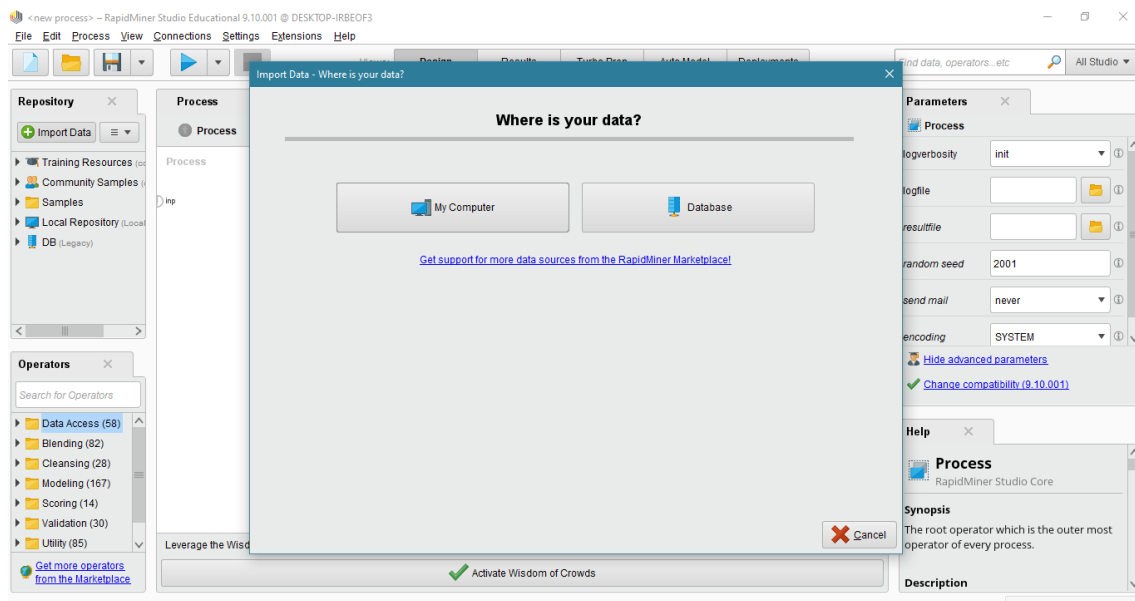 <new process> – RapidMiner Studio Educational 9.10.001 @ DESKTOP-IRBEOF3
File Edit Process View Connections Settings Extensions Help
Find data, operators...etc
All Studio
Repository
Import Data
Training Resources
Community Samples
Samples
Local Repository (Local
DB (Legacy)
Operators
Search for Operators
Data Access (58)
Blending (82)
Cleansing (28)
Modeling (167)
Scoring (14)
Validation (30)
Utility (85)
Get more operators
from the Marketplace
Process
Process
Process
inp
Leverage the Wisd
Activate Wisdom of Crowds
Import Data - Where is your data?
Where is your data?
My Computer
Database
Get support for more data sources from the RapidMiner Marketplace!
Cancel
Parameters
Process
logverbosity
init
logfile
resultfile
random seed
2001
send mail
never
encoding
SYSTEM
Hide advanced parameters
Change compatibility (9.10.001)
Help
Process
RapidMiner Studio Core
Synopsis
The root operator which is the outer most
operator of every process.
Description